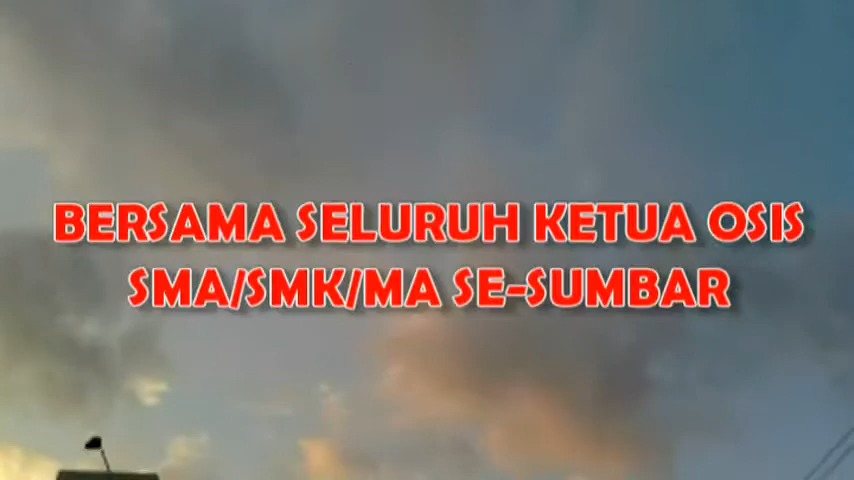 BERSAMA SELURUH KETUA OSIS
SMA/SMK/MA SE-SUMBAR